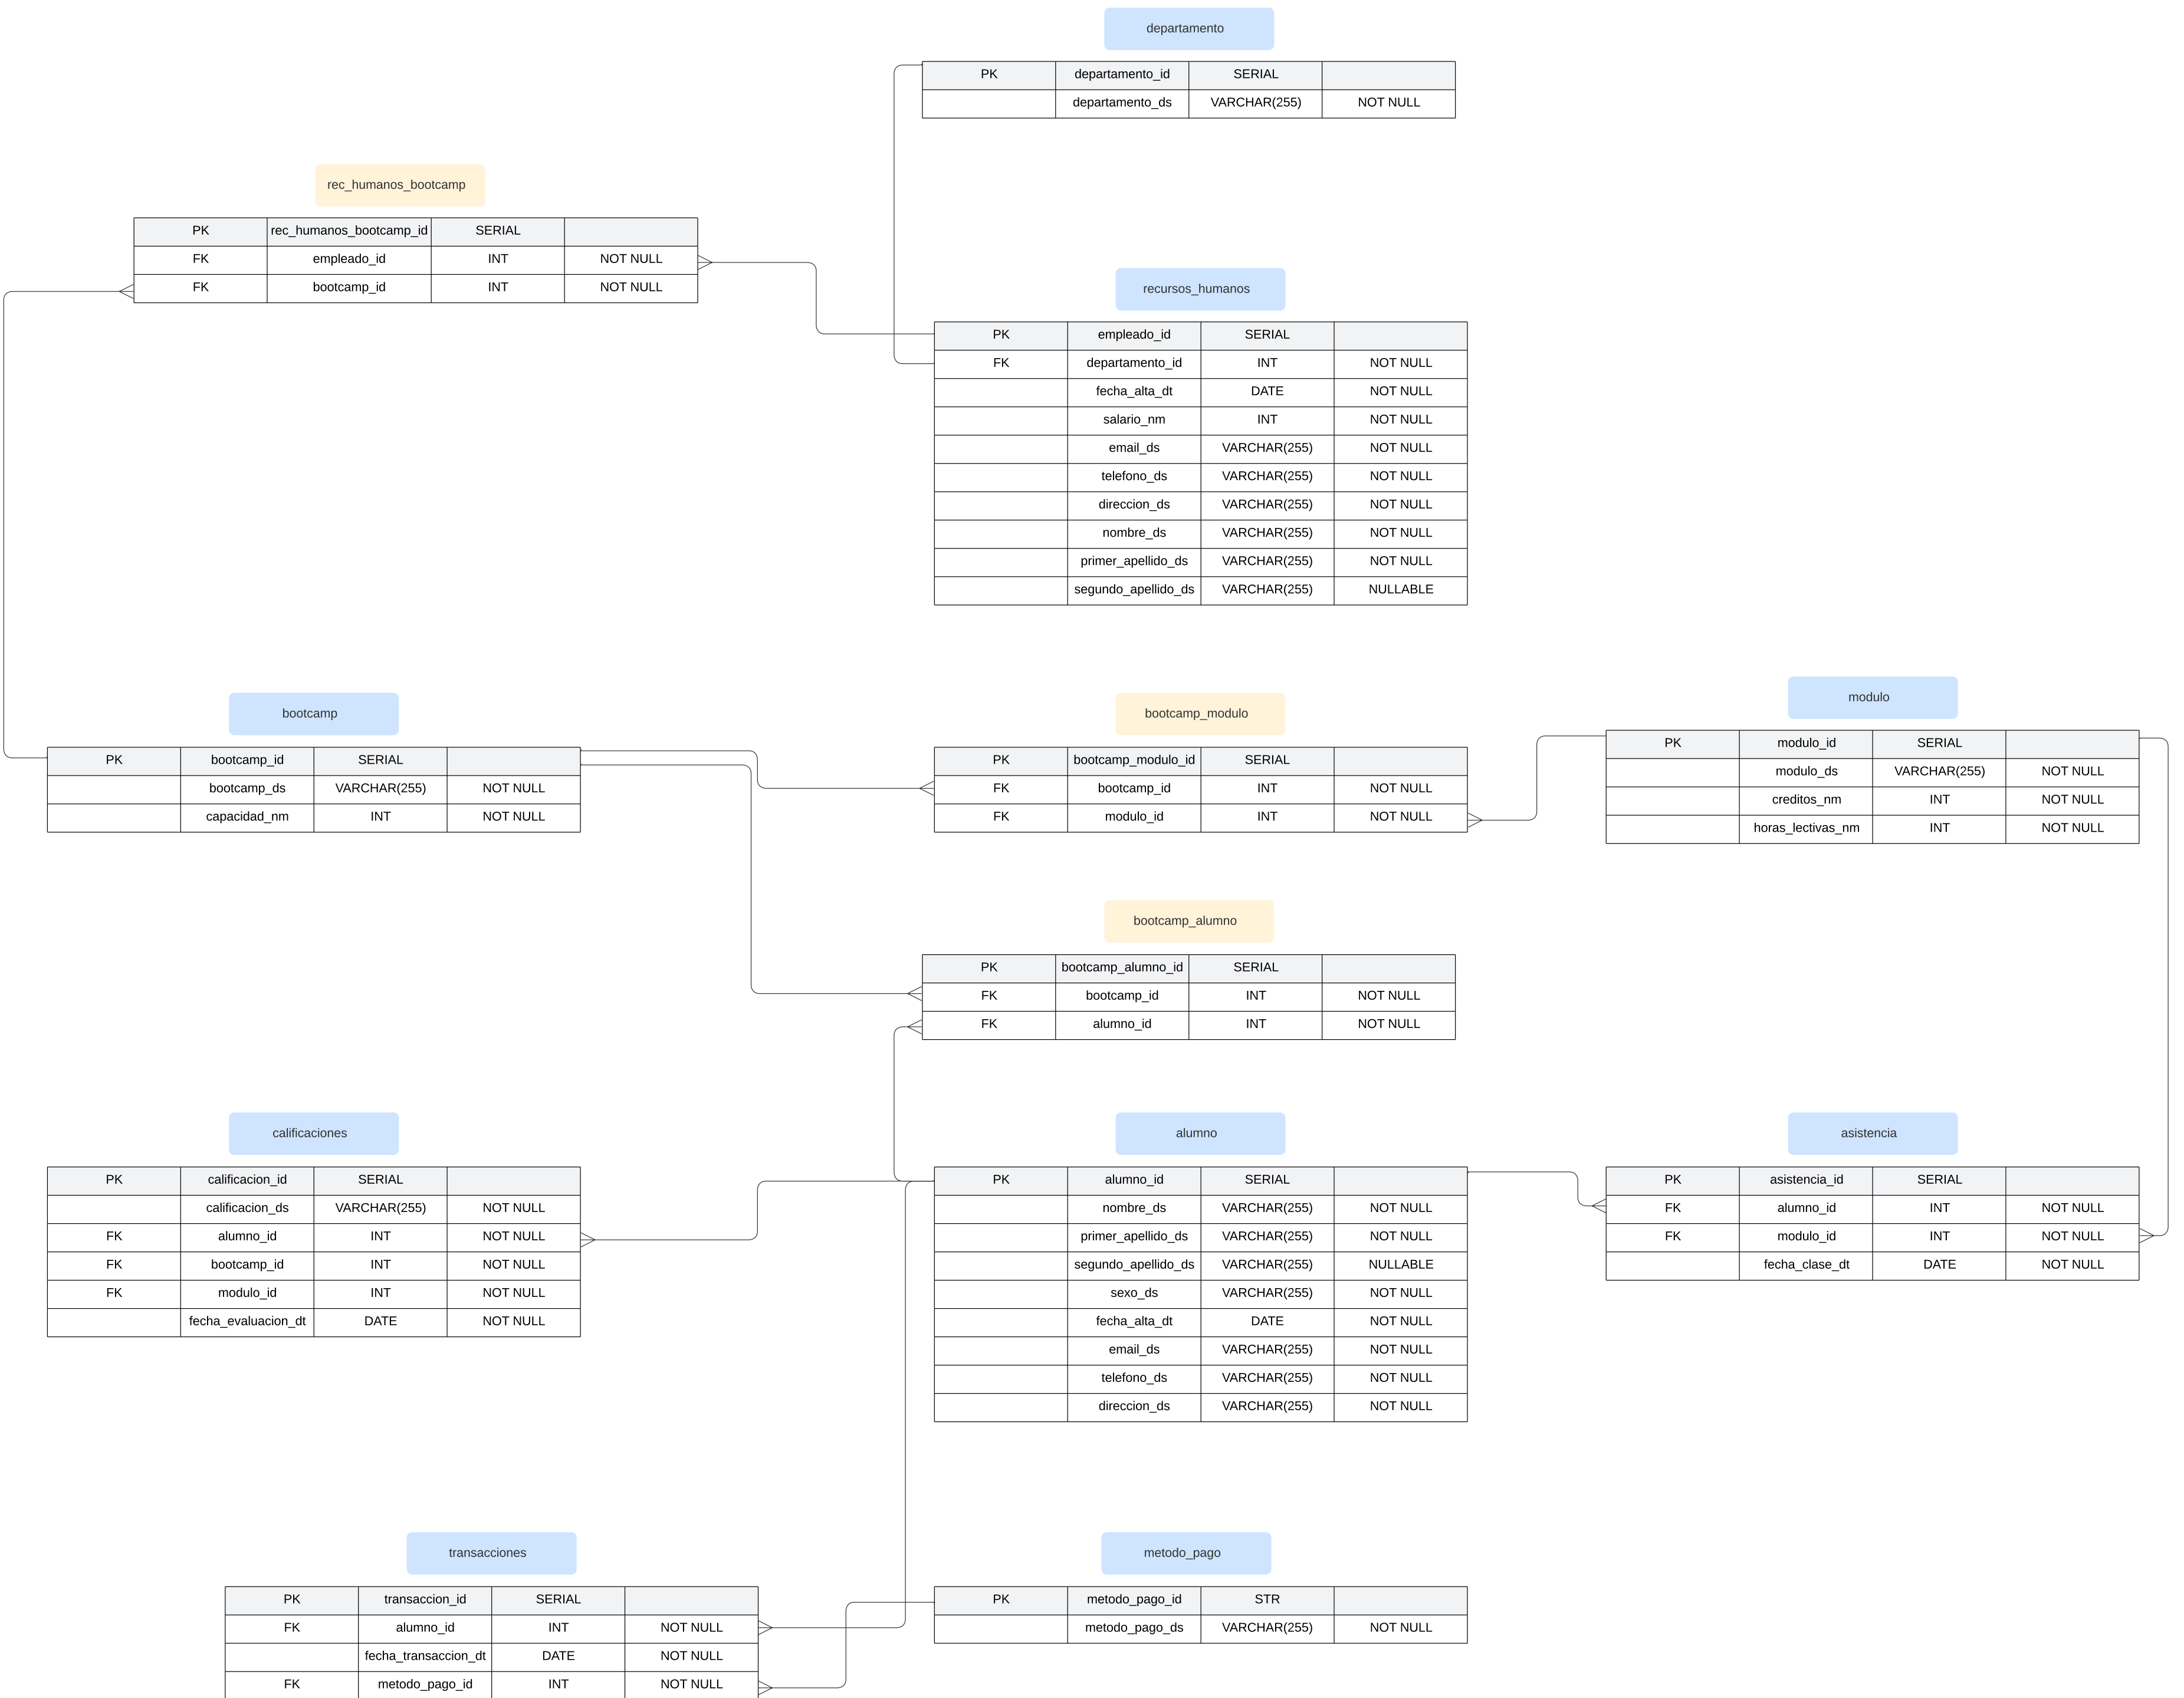 departamento
PK departamento_id SERIAL
departamento_ds VARCHAR(255) NOT NULL
rec_humanos_bootcamp
PK rec_humanos_bootcamp_id SERIAL
FK empleado_id INT NOT NULL
FK bootcamp_id INT NOT NULL
recursos_humanos
PK empleado_id SERIAL
FK departamento_id INT NOT NULL
fecha_alta_dt DATE NOT NULL
salario_nm INT NOT NULL
email_ds VARCHAR(255) NOT NULL
telefono_ds VARCHAR(255) NOT NULL
direccion_ds VARCHAR(255) NOT NULL
nombre_ds VARCHAR(255) NOT NULL
primer_apellido_ds VARCHAR(255) NOT NULL
segundo_apellido_ds VARCHAR(255) NULLABLE
bootcamp
PK bootcamp_id SERIAL
bootcamp_ds VARCHAR(255) NOT NULL
capacidad_nm INT NOT NULL
bootcamp_modulo
PK bootcamp_modulo_id SERIAL
FK bootcamp_id INT NOT NULL
FK modulo_id INT NOT NULL
modulo
PK modulo_id SERIAL
modulo_ds VARCHAR(255) NOT NULL
creditos_nm INT NOT NULL
horas_lectivas_nm INT NOT NULL
bootcamp_alumno
PK bootcamp_alumno_id SERIAL
FK bootcamp_id INT NOT NULL
FK alumno_id INT NOT NULL
calificaciones
PK calificacion_id SERIAL
calificacion_ds VARCHAR(255) NOT NULL
FK alumno_id INT NOT NULL
FK bootcamp_id INT NOT NULL
FK modulo_id INT NOT NULL
fecha_evaluacion_dt DATE NOT NULL
alumno
PK alumno_id SERIAL
nombre_ds VARCHAR(255) NOT NULL
primer_apellido_ds VARCHAR(255) NOT NULL
segundo_apellido_ds VARCHAR(255) NULLABLE
sexo_ds VARCHAR(255) NOT NULL
fecha_alta_dt DATE NOT NULL
email_ds VARCHAR(255) NOT NULL
telefono_ds VARCHAR(255) NOT NULL
direccion_ds VARCHAR(255) NOT NULL
asistencia
PK asistencia_id SERIAL
FK alumno_id INT NOT NULL
FK modulo_id INT NOT NULL
fecha_clase_dt DATE NOT NULL
transacciones
PK transaccion_id SERIAL
FK alumno_id INT NOT NULL
fecha_transaccion_dt DATE NOT NULL
FK metodo_pago_id INT NOT NULL
metodo_pago
PK metodo_pago_id STR
metodo_pago_ds VARCHAR(255) NOT NULL